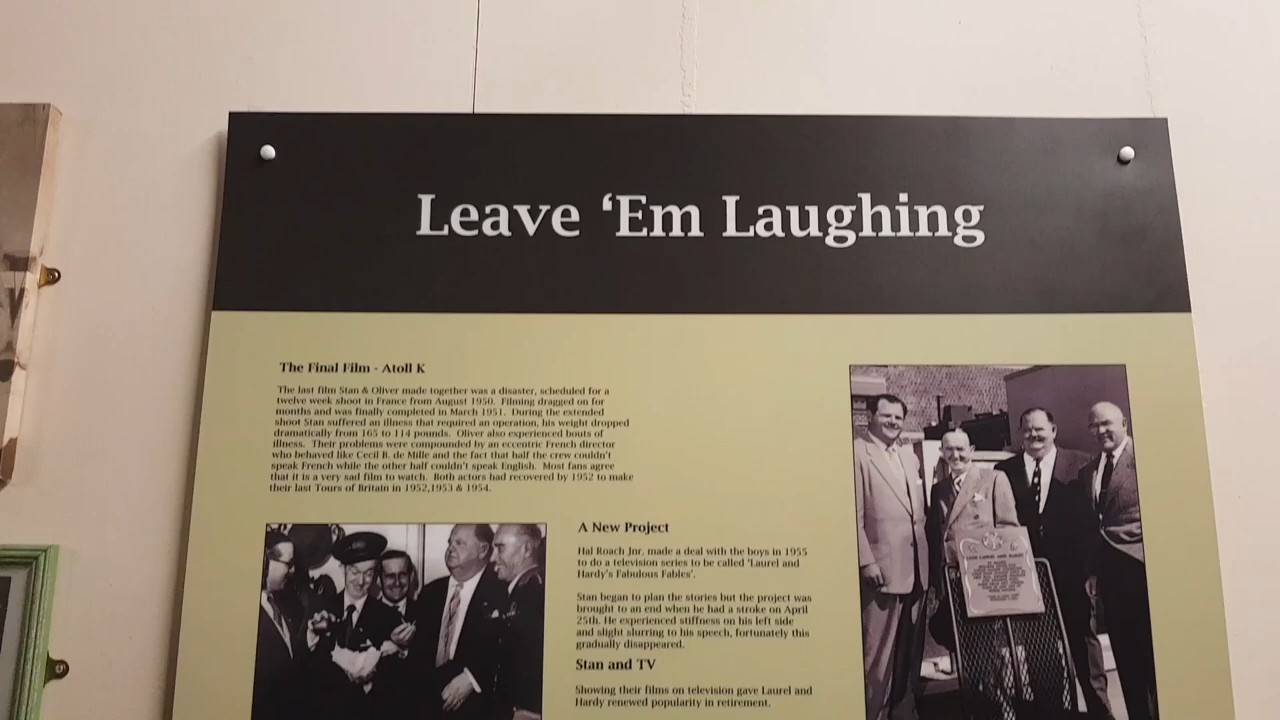 Leave ‘Em Laughing
The Final Film - Atoll K
The last film Stan & Oliver made together was a disaster, scheduled for a
twelve week shoot in France from August 1950. Filming dragged on for
months and was finally completed in March 1951. During the extended
shoot Stan suffered an illness that required an operation, his weight dropped
dramatically from 165 to 114 pounds. Oliver also experienced bouts of
illness. Their problems were compounded by an eccentric French director
who behaved like Cecil B. de Mille and the fact that half the crew couldn't
speak French while the other half couldn't speak English. Most fans agree
that it is a very sad film to watch. Both actors had recovered by 1952 to make
their last Tours of Britain in 1952,1953 & 1954.
A New Project
Hal Roach Jnr. made a deal with the boys in 1955
to do a television series to be called 'Laurel and
Hardy's Fabulous Fables'.
Stan began to plan the stories but the project was
brought to an end when he had a stroke on April
25th. He experienced stiffness on his left side
and slight slurring to his speech, fortunately this
gradually disappeared.
Stan and TV
Showing their films on television gave Laurel and
Hardy renewed popularity in retirement.